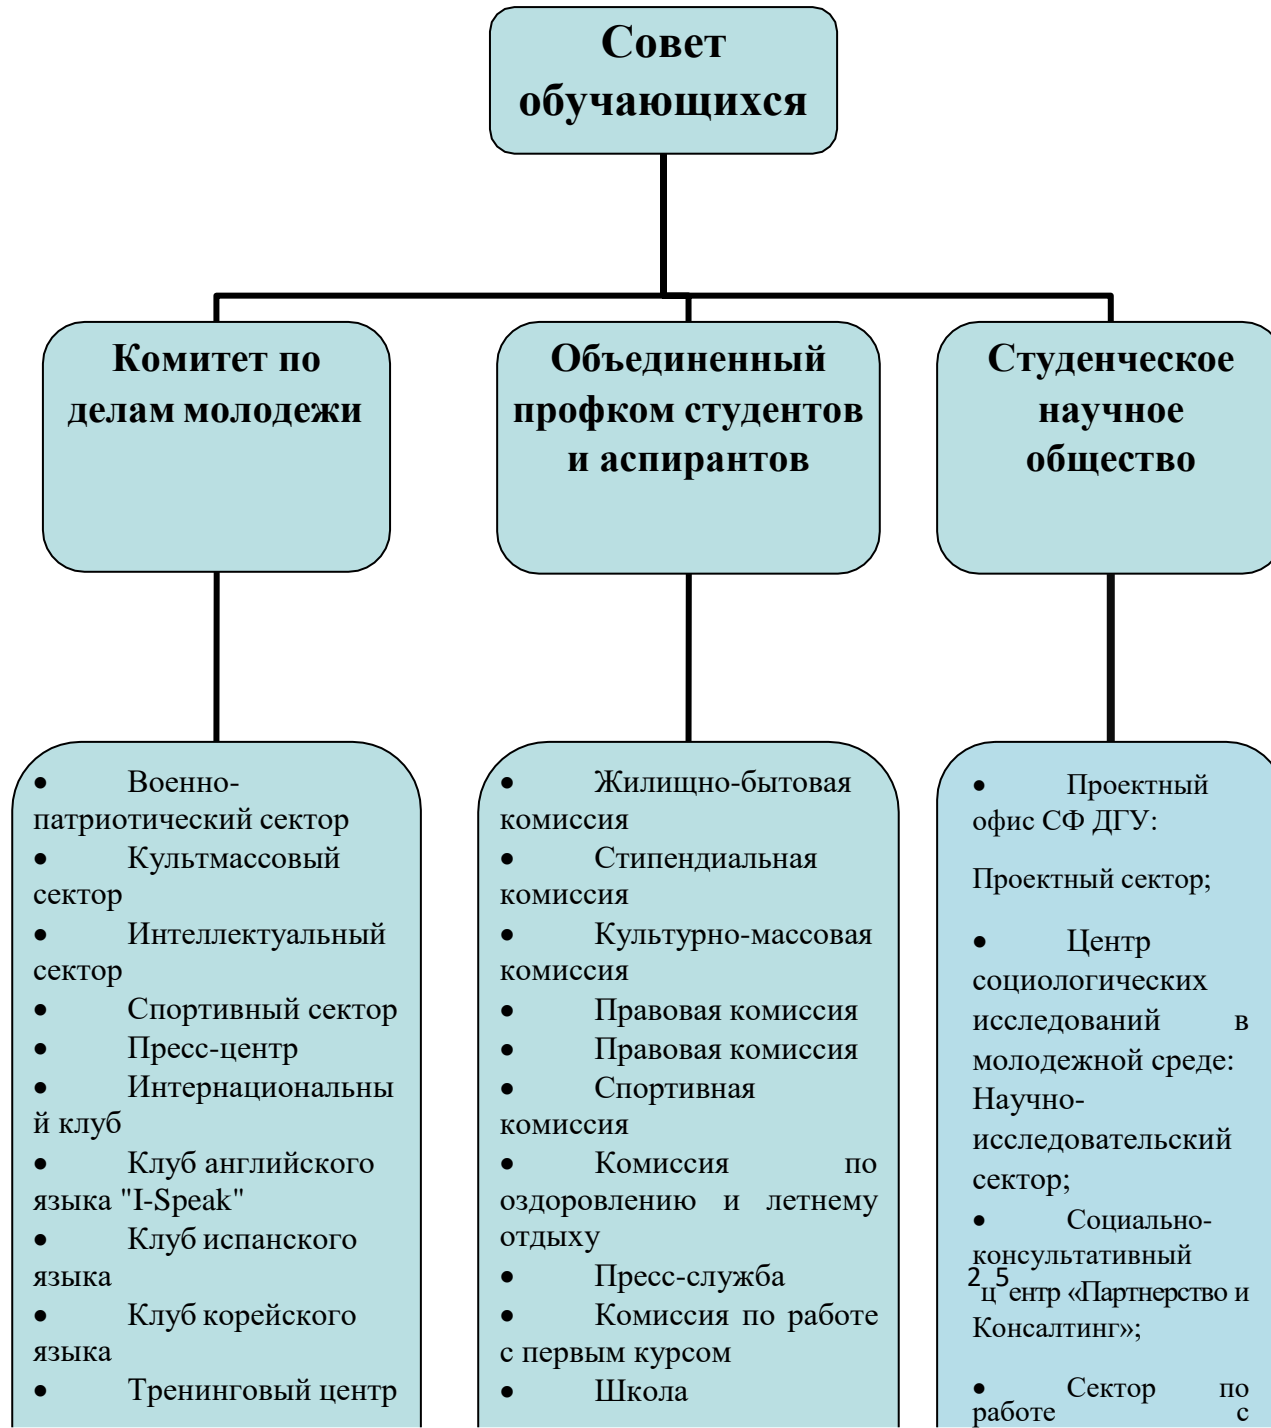 Совет
обучающихся
Комитет по
делам молодежи
Объединенный
профком студентов
и аспирантов
Студенческое
научное
общество
• Военно-
патриотический сектор
• Культмассовый
сектор
• Интеллектуальный
сектор
• Спортивный сектор
• Пресс-центр
• Интернациональны
й клуб
• Клуб английского
языка "I-Speak"
• Клуб испанского
языка
• Клуб корейского
языка
• Тренинговый центр
• Жилищно-бытовая
комиссия
• Стипендиальная
комиссия
• Культурно-массовая
комиссия
• Правовая комиссия
• Правовая комиссия
• Спортивная
комиссия
• Комиссия по
оздоровлению и летнему
отдыху
• Пресс-служба
• Комиссия по работе
с первым курсом
• Школа
• Проектный
офис СФ ДГУ:
Проектный сектор;
• Центр
социологических
исследований в
молодежной среде:
Научно-
исследовательский
сектор;
• Социально-
консультативный
2 5
центр «Партнерство и
Консалтинг»;
• Сектор по
работе с